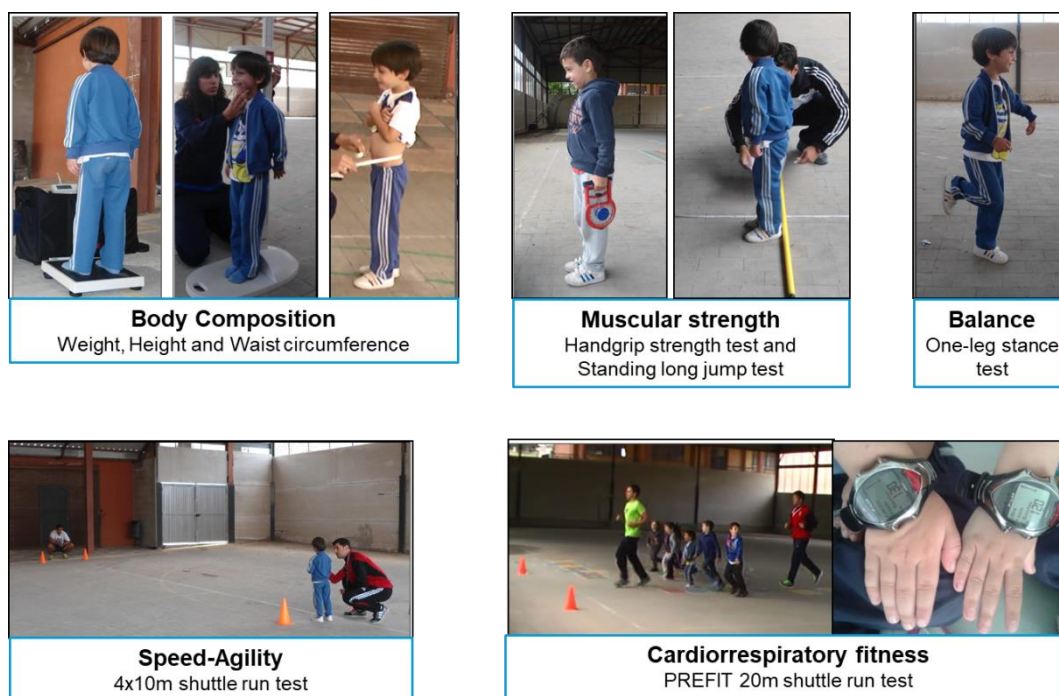 Body Composition
Weight, Height and Waist circumference
Muscular strength
Handgrip strength test and
Standing long jump test
Balance
One-leg stance
test
Speed-Agility
4x10m shuttle run test
Cardiorrespiratory fitness
PREFIT 20m shuttle run test